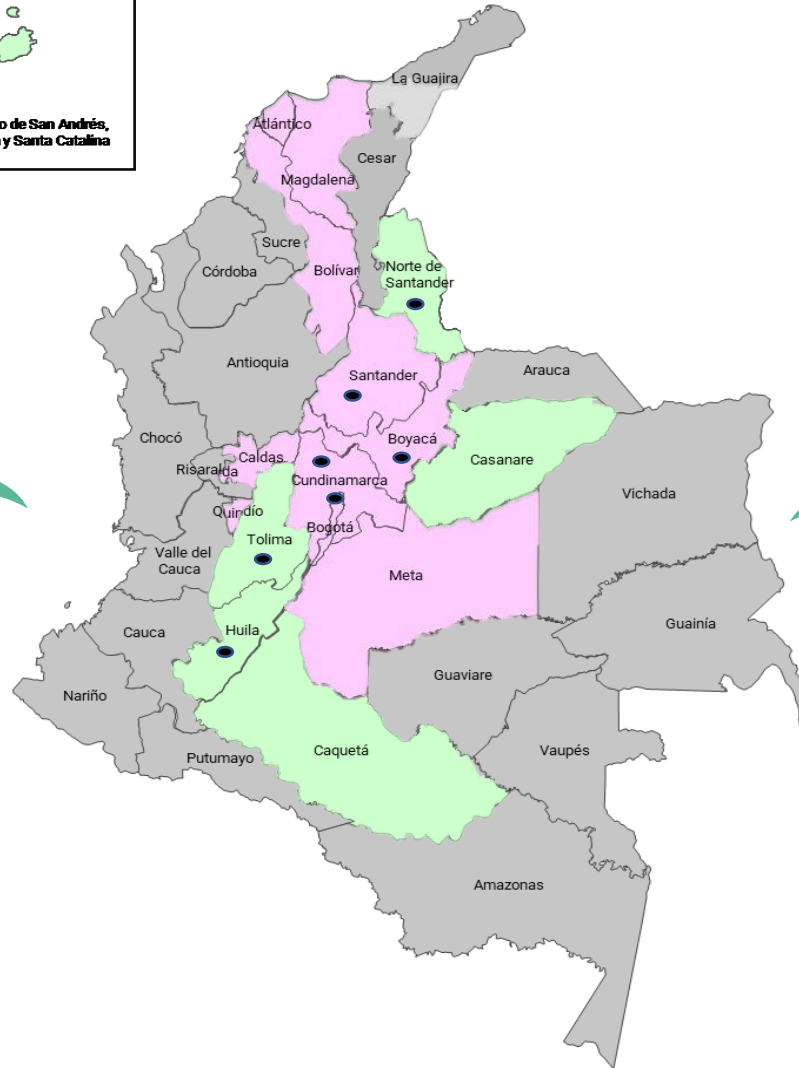 La Guajira
o de San Andrés,
y Santa Catalina
Atlántico
Cesar
Magdalena
Sucre
Bolívar
Norte de
Santander
Córdoba
Antioquia
Santander
Arauca
Chocó
Boyacá
Caldas
Casanare
Risaralda
Cundinamarca
Vichada
Quindío
Bogotá
Tolima
Valle del
Cauca
Meta
Guainía
Cauca
Huila
Guaviare
Nariño
Caquetá
Vaupés
Putumayo
Amazonas